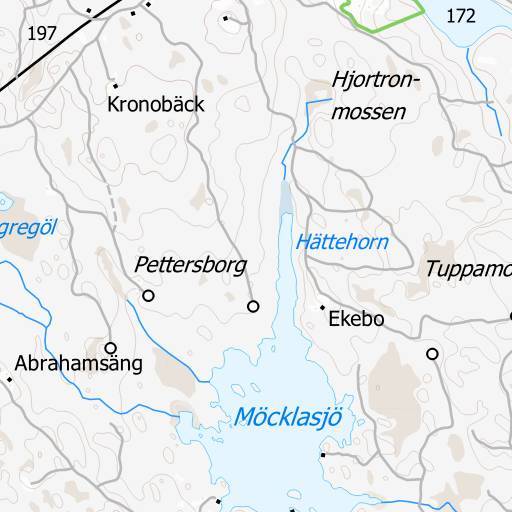 172
197
Hjortron-
mossen
Kronobäck
gregöl
Hättehorn
Pettersborg
Tuppamo
Ekebo
Abrahamsäng
Möcklasjö